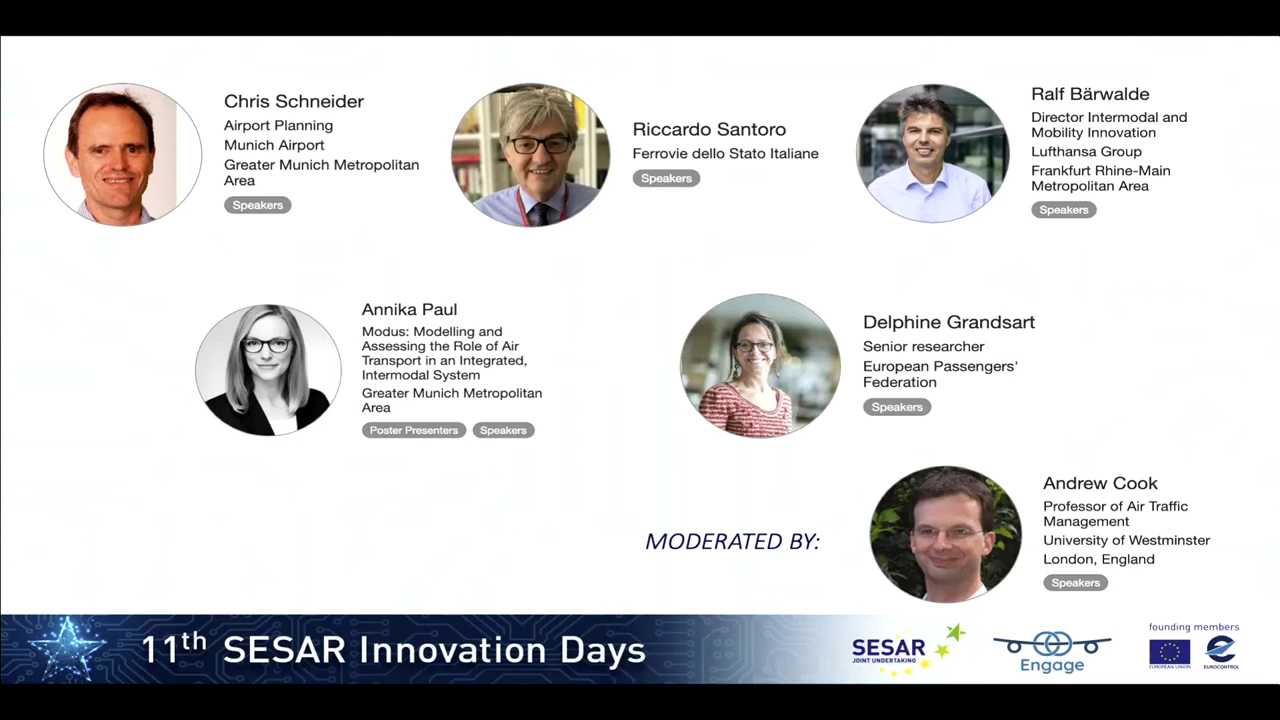 Chris Schneider
Airport Planning
Munich Airport
Greater Munich Metropolitan
Area
Speakers
Riccardo Santoro
Ferrovie dello Stato Italiane
Speakers
Ralf Bärwalde
Director Intermodal and
Mobility Innovation
Lufthansa Group
Frankfurt Rhine-Main
Metropolitan Area
Speakers
Annika Paul
Modus: Modelling and
Assessing the Role of Air
Transport in an Integrated,
Intermodal System
Greater Munich Metropolitan
Area
Poster Presenters Speakers
Delphine Grandsart
Senior researcher
European Passengers'
Federation
Speakers
MODERATED BY:
Andrew Cook
Professor of Air Traffic
Management
University of Westminster
London, England
Speakers
11th SESAR Innovation Days
SESAR
JOINT UNDERTAKING
Engage
founding members
EUROPEAN UNION
EUROCONTROL